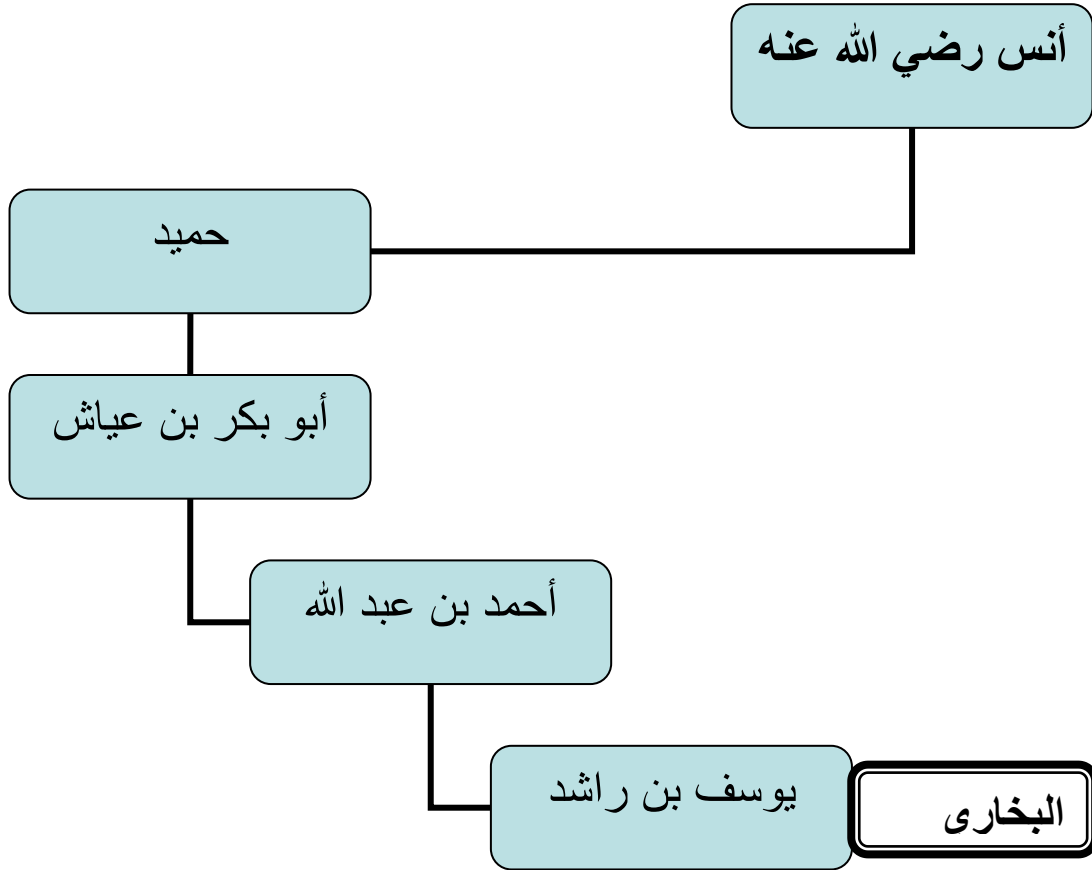 أنس رضي الله عنه
حميد
أبو بكر بن عياش
أحمد بن عبد الله
يوسف بن راشد
البخارى